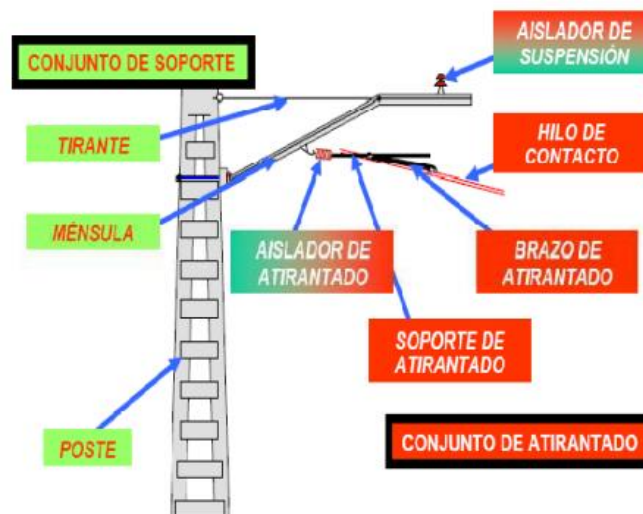 AISLADOR DE
SUSPENSIÓN
CONJUNTO DE SOPORTE
TIRANTE
HILO DE
CONTACTO
MÉNSULA
AISLADOR DE
ATIRANTADO
BRAZO DE
ATIRANTADO
SOPORTE DE
ATIRANTADO
POSTE
CONJUNTO DE ATIRANTADO